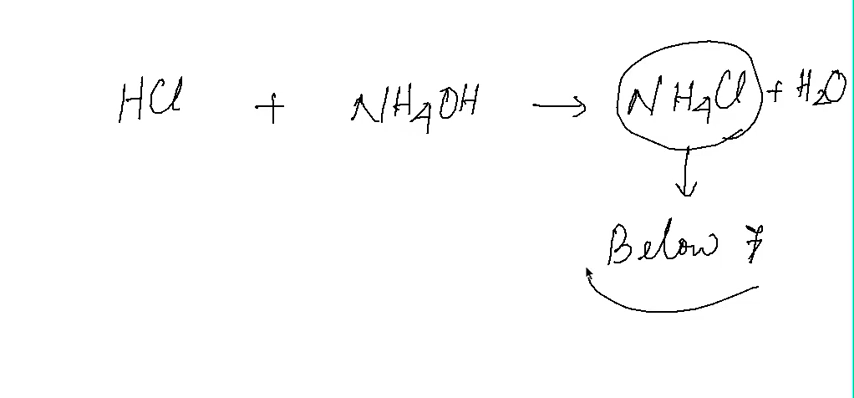 HCl + NH4OH → NH4Cl + H2O
Below 7